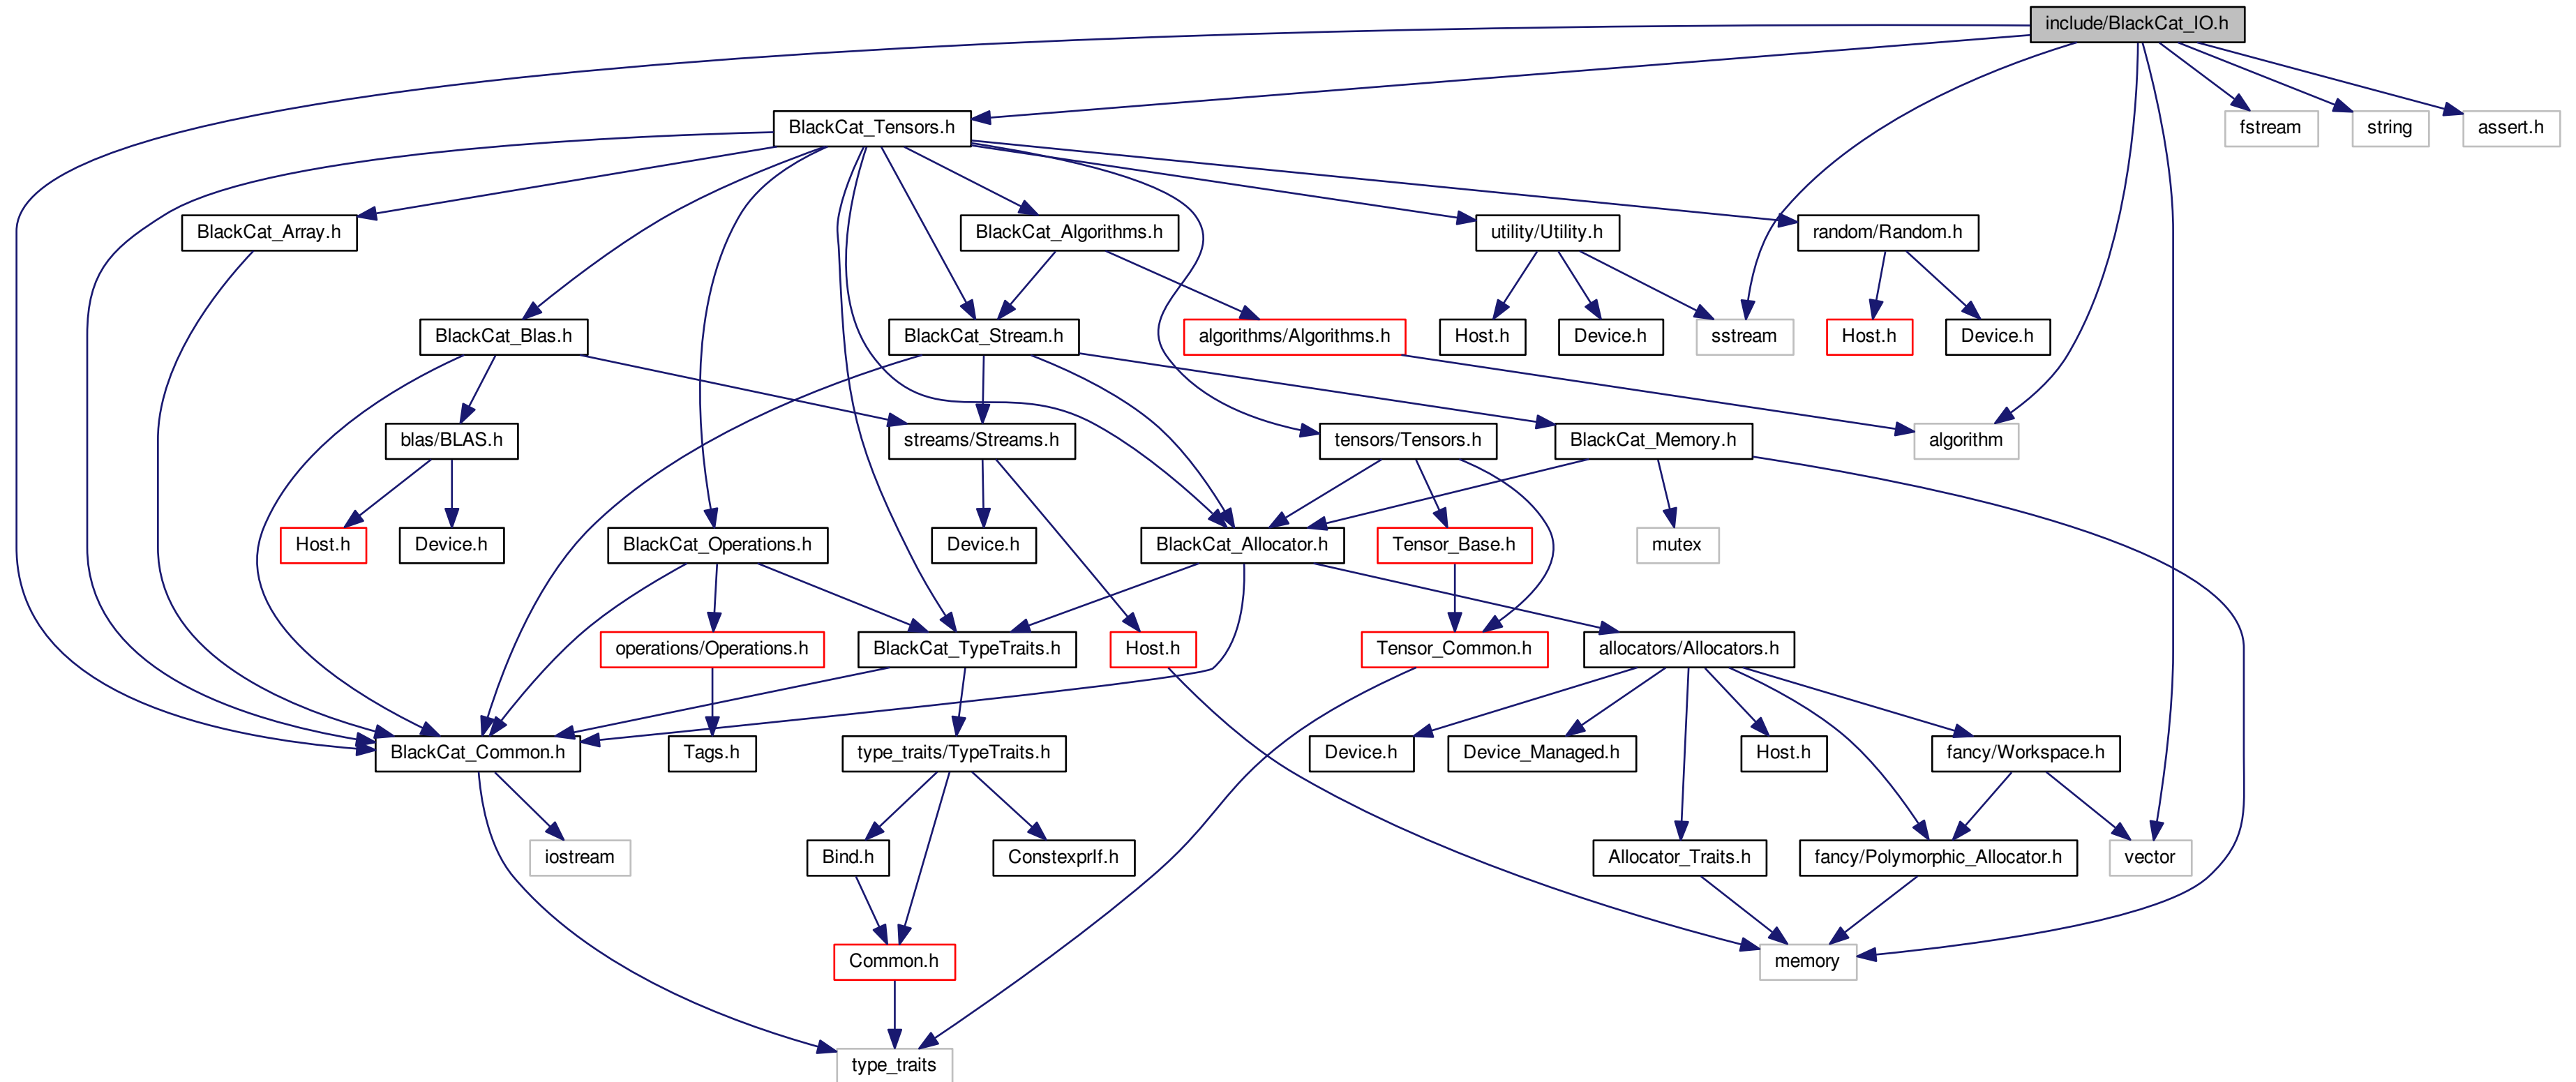 include/BlackCat_IO.h
BlackCat_Tensors.h
fstream
string
assert.h
BlackCat_Array.h
BlackCat_Algorithms.h
utility/Utility.h
random/Random.h
BlackCat_Blas.h
BlackCat_Stream.h
algorithms/Algorithms.h
Host.h
Device.h
sstream
Host.h
Device.h
blas/BLAS.h
streams/Streams.h
tensors/Tensors.h
BlackCat_Memory.h
algorithm
Host.h
Device.h
BlackCat_Operations.h
Device.h
BlackCat_Allocator.h
Tensor_Base.h
mutex
operations/Operations.h
BlackCat_TypeTraits.h
Host.h
Tensor_Common.h
allocators/Allocators.h
BlackCat_Common.h
Tags.h
type_traits/TypeTraits.h
Device.h
Device_Managed.h
Host.h
fancy/Workspace.h
iostream
Bind.h
ConstexprIf.h
Allocator_Traits.h
fancy/Polymorphic_Allocator.h
vector
Common.h
memory
type_traits